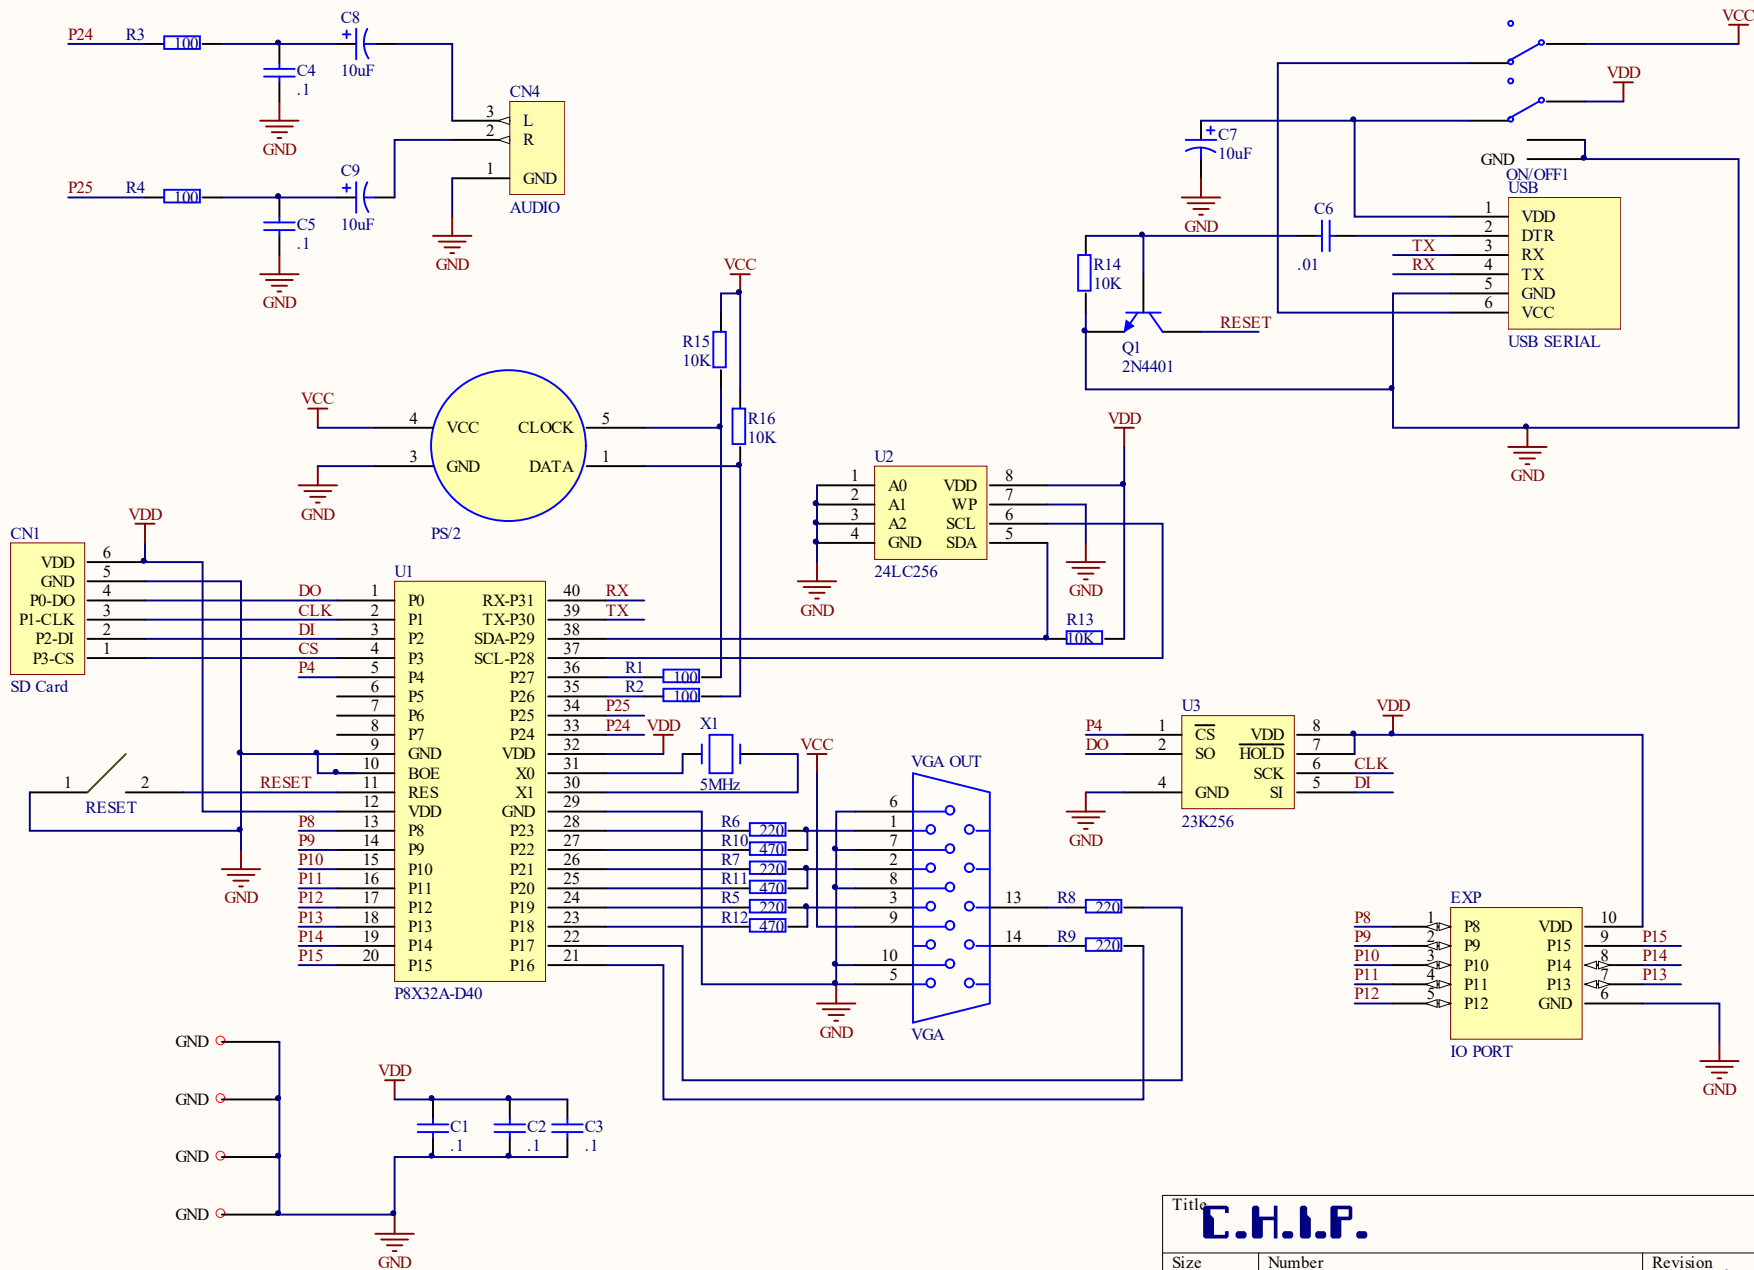 P24 R3 100 C8 + 10uF
C4 .1
GND
CN4
3 L
2 R
1 GND
AUDIO
GND
P25 R4 100 C9 + 10uF
C5 .1
GND
VCC
VDD
C7 + 10uF
GND
GND
ON/OFF1
USB
1 VDD
2 DTR
TX 3 RX
RX 4 TX
5 GND
6 VCC
USB SERIAL
C6 .01
R14 10K
Q1 2N4401
RESET
GND
VCC
R15 10K
R16 10K
VCC
4 VCC CLOCK 5
3 GND DATA 1
PS/2
GND
VDD
U2
1 A0 VDD 8
2 A1 WP 7
3 A2 SCL 6
4 GND SDA 5
24LC256
GND
GND
R13 10K
VDD
CN1
VDD 6
GND 5
P0-DO 4
P1-CLK 3
P2-DI 2
P3-CS 1
SD Card
U1
DO 1 P0 RX-P31 40 RX
CLK 2 P1 TX-P30 39 TX
DI 3 P2 SDA-P29 38
CS 4 P3 SCL-P28 37
P4 5 P4 P27 36 R1 100
6 P5 P26 35 R2 100
7 P6 P25 34 P25
8 P7 P24 33 P24
9 GND VDD 32 VDD
10 BOE X0 31
RESET 11 RES X1 30
12 VDD GND 29
P8 13 P8 P23 28 R6 220
P9 14 P9 P22 27 R10 470
P10 15 P10 P21 26 R7 220
P11 16 P11 P20 25 R11 470
P12 17 P12 P19 24 R5 220
P13 18 P13 P18 23 R12 470
P14 19 P14 P17 22
P15 20 P15 P16 21
P8X32A-D40
1 2
RESET
GND
X1
5MHz
VCC
VGA OUT
6
1
7
2
8
3
9
10
5
13 R8 220
14 R9 220
VGA
GND
U3
VDD
P4 1 CS VDD 8
DO 2 SO HOLD 7
SCK 6 CLK
4 GND SI 5 DI
23K256
GND
EXP
P8 1 P8 VDD 10
P9 2 P9 P15 9 P15
P10 3 P10 P14 8 P14
P11 4 P11 P13 7 P13
P12 5 P12 GND 6
IO PORT
GND
GND
GND
GND
GND
VDD
C1 .1
C2 .1
C3 .1
GND
Title
C.H.I.P.
Size Number Revision